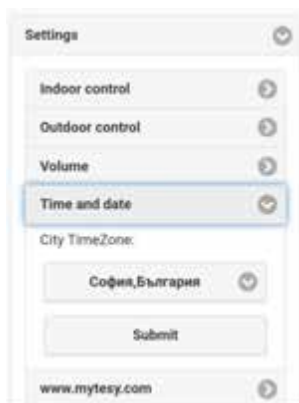 Settings
Indoor control
Outdoor control
Volume
Time and date
City TimeZone:
София,България
Submit
www.mytesy.com